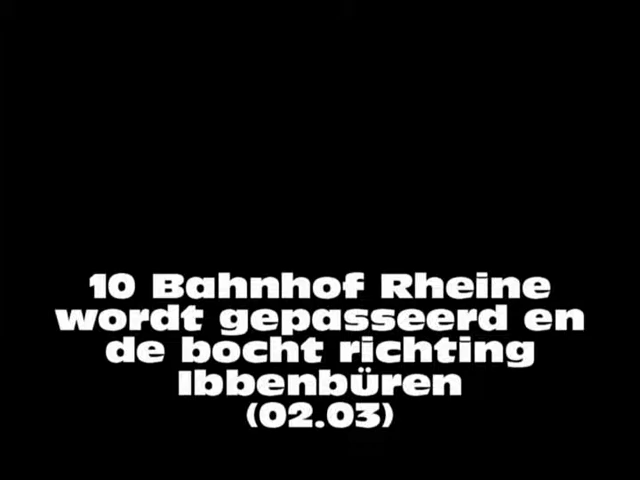 10 Bahnhof Rheine
wordt gepasseerd en
de bocht richting
Ibbenbüren
(02.03)